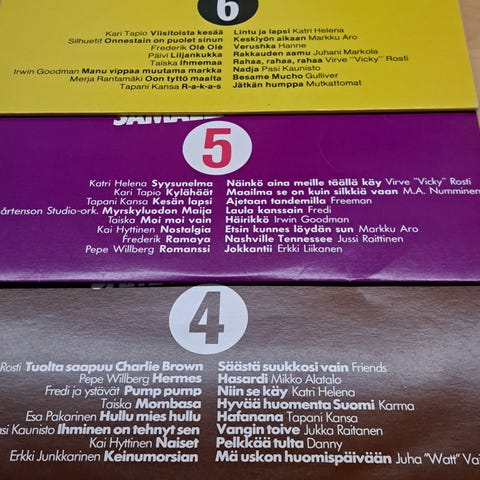 6
Kari Tapio Viisitoista kesää Lintu ja lapsi Katri Helena
Silhuetit Onnestain on puolet sinun Keskiyön aikaan Markku Aro
Frederik Olé Olé Verushka Hanne
Päivi Liljankukka Rakkauden aamu Juhani Markola
Taiska Ihmemaa Rahaa, rahaa, rahaa Virve "Vicky" Rosti
Irwin Goodman Manu vippaa muutama markka Nadja Pasi Kaunisto
Merja Rantamäki Oon tyttö maalta Besame Mucho Gulliver
Tapani Kansa R-a-k-a-s Jätkän humppa Mutkattomat
5
Katri Helena Syysunelma Näinkö aina meille täällä käy Virve "Vicky" Rosti
Kari Tapio Kylähäät Maailma se on kuin silkkiä vaan M.A. Numminen
Tapani Kansa Kesän lapsi Ajetaan tandemilla Freeman
årtenson Studio-ork. Myrskyluodon Maija Laula kanssain Fredi
Taiska Moi moi vain Häirikkö Irwin Goodman
Kai Hyttinen Nostalgia Etsin kunnes löydän sun Markku Aro
Frederik Ramaya Nashville Tennessee Jussi Raittinen
Pepe Willberg Romanssi Jokkantii Erkki Liikanen
4
Rosti Tuolta saapuu Charlie Brown Säästä suukkosi vain Friends
Pepe Willberg Hermes Hasardi Mikko Alatalo
Fredi ja ystävät Pump pump Niin se käy Katri Helena
Taiska Mombasa Hyvää huomenta Suomi Karma
Esa Pakarinen Hullu mies hullu Hafanana Tapani Kansa
asi Kaunisto Ihminen on tehnyt sen Vangin toive Jukka Raitanen
Kai Hyttinen Naiset Pelkkää tulta Danny
Erkki Junkkarinen Keinumorsian Mä uskon huomispäivään Juha "Watt" Vai